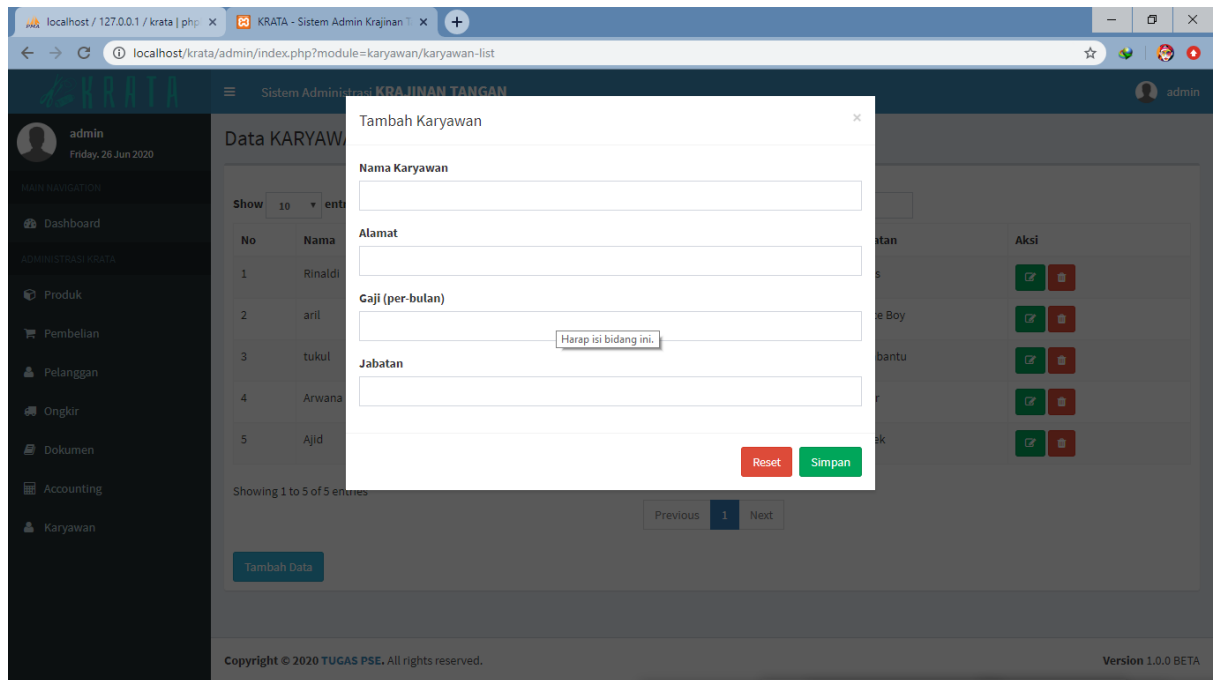 localhost / 127.0.0.1 / krata | php
KRATA - Sistem Admin Krajinan T
localhost/krata/admin/index.php?module=karyawan/karyawan-list
KRATA
Sistem Administrasi KRAJINAN TANGAN
admin
admin
Friday, 26 Jun 2020
MAIN NAVIGATION
Dashboard
ADMINISTRASI KRATA
Produk
Pembelian
Pelanggan
Ongkir
Dokumen
Accounting
Karyawan
Data KARYAW
Tambah Karyawan
×
Nama Karyawan
Alamat
Gaji (per-bulan)
Harap isi bidang ini.
Jabatan
Reset
Simpan
Show 10 entr
No Nama atan Aksi
1 Rinaldi s
2 aril ce Boy
3 tukul bantu
4 Arwana r
5 Ajid ek
Showing 1 to 5 of 5 entries
Previous 1 Next
Tambah Data
Copyright © 2020 TUGAS PSE. All rights reserved.
Version 1.0.0 BETA